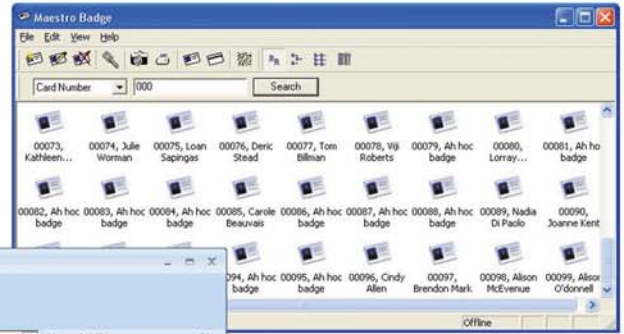 Maestro Badge
File Edit View Help
Card Number 000 Search
00073, 00074, Julie 00075, Loan 00076, Deric 00077, Tom 00078, Viji 00079, Ah hoc 00080, 00081, Ah ho
Kathleen... Worman Sapingas Stead Billman Roberts badge Lorray... badge
00082, Ah hoc 00083, Ah hoc 00084, Ah hoc 00085, Carole 00086, Ah hoc 00087, Ah hoc 00088, Ah hoc 00089, Nadia 00090,
badge badge badge Beauvais badge badge badge Di Paolo Joanne Kent
094, Ah hoc 00095, Ah hoc 00096, Cindy 00097, 00098, Alison 00099, Alison
badge badge Allen Brendon Mark McEvenue O'donnell
Offline